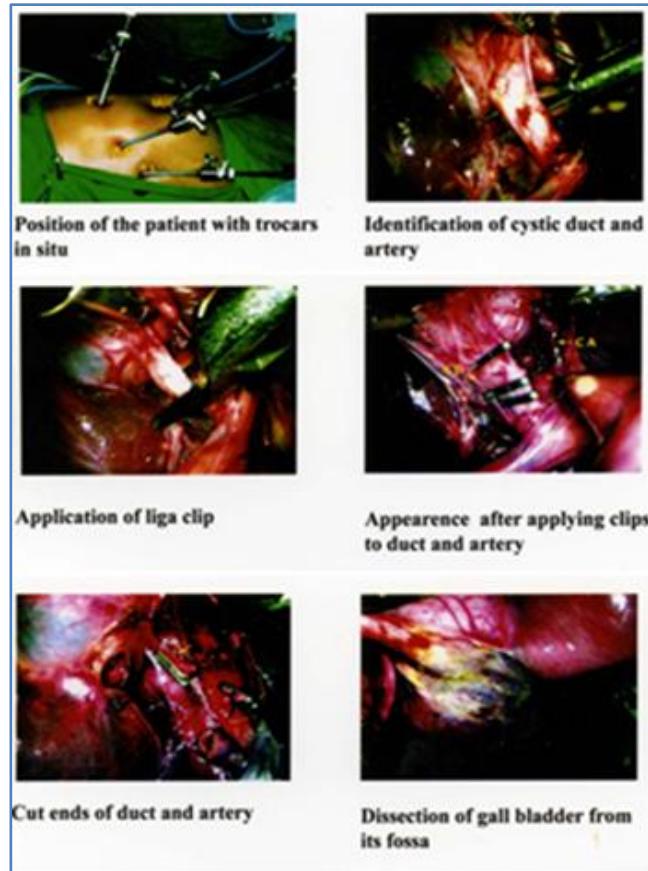 Position of the patient with trocars
in situ
Identification of cystic duct and
artery
Application of liga clip
CA
Appearence after applying clips
to duct and artery
Cut ends of duct and artery
Dissection of gall bladder from
its fossa